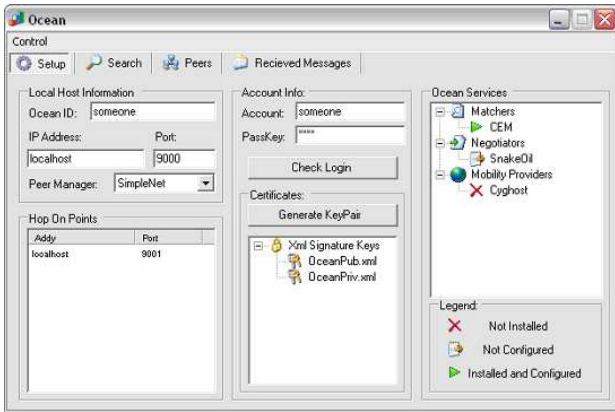 Ocean
Control
Setup Search Peers Recieved Messages
Local Host Information
Ocean ID: someone
IP Address: Port:
localhost 9000
Peer Manager: SimpleNet
Hop On Points
Addy Port
localhost 9001
Account Info:
Account: someone
PassKey: ****
Check Login
Certificates:
Generate KeyPair
Xml Signature Keys
OceanPub.xml
OceanPriv.xml
Ocean Services
Matchers
CEM
Negotiators
SnakeOil
Mobility Providers
Cyghost
Legend:
Not Installed
Not Configured
Installed and Configured